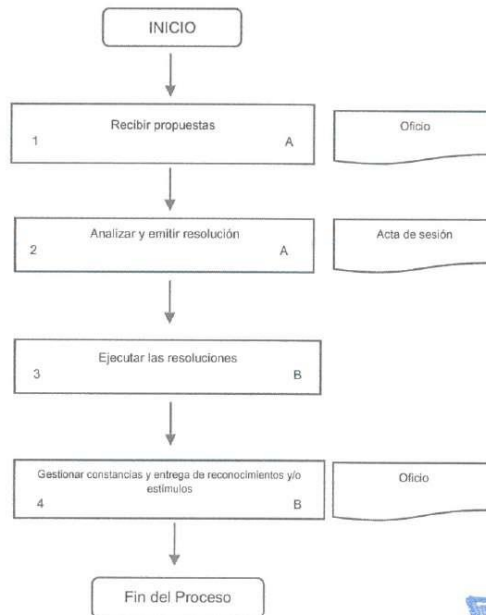 INICIO
Recibir propuestas
1 A
Oficio
Analizar y emitir resolución
2 A
Acta de sesión
Ejecutar las resoluciones
3 B
Gestionar constancias y entrega de reconocimientos y/o
estímulos
4 B
Oficio
Fin del Proceso